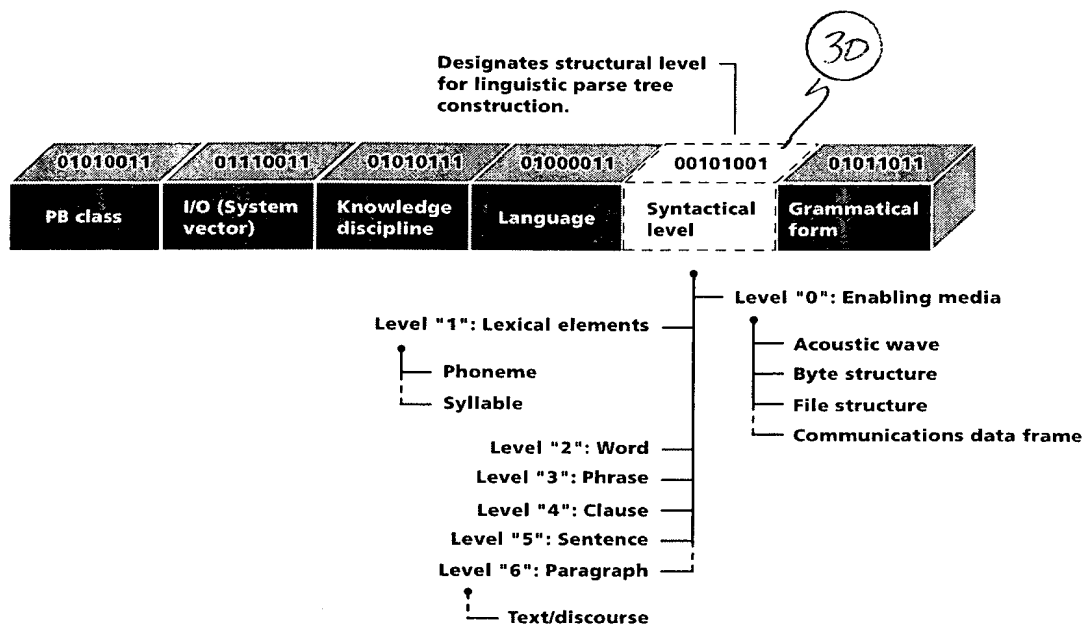 3D
Designates structural level
for linguistic parse tree
construction.
01010011 01110011 01010111 01000011 00101001 01011011
PB class
I/O (System
vector)
Knowledge
discipline
Language
Syntactical
level
Grammatical
form
Level "0": Enabling media
Acoustic wave
Byte structure
File structure
Communications data frame
Level "1": Lexical elements
Phoneme
Syllable
Level "2": Word
Level "3": Phrase
Level "4": Clause
Level "5": Sentence
Level "6": Paragraph
Text/discourse